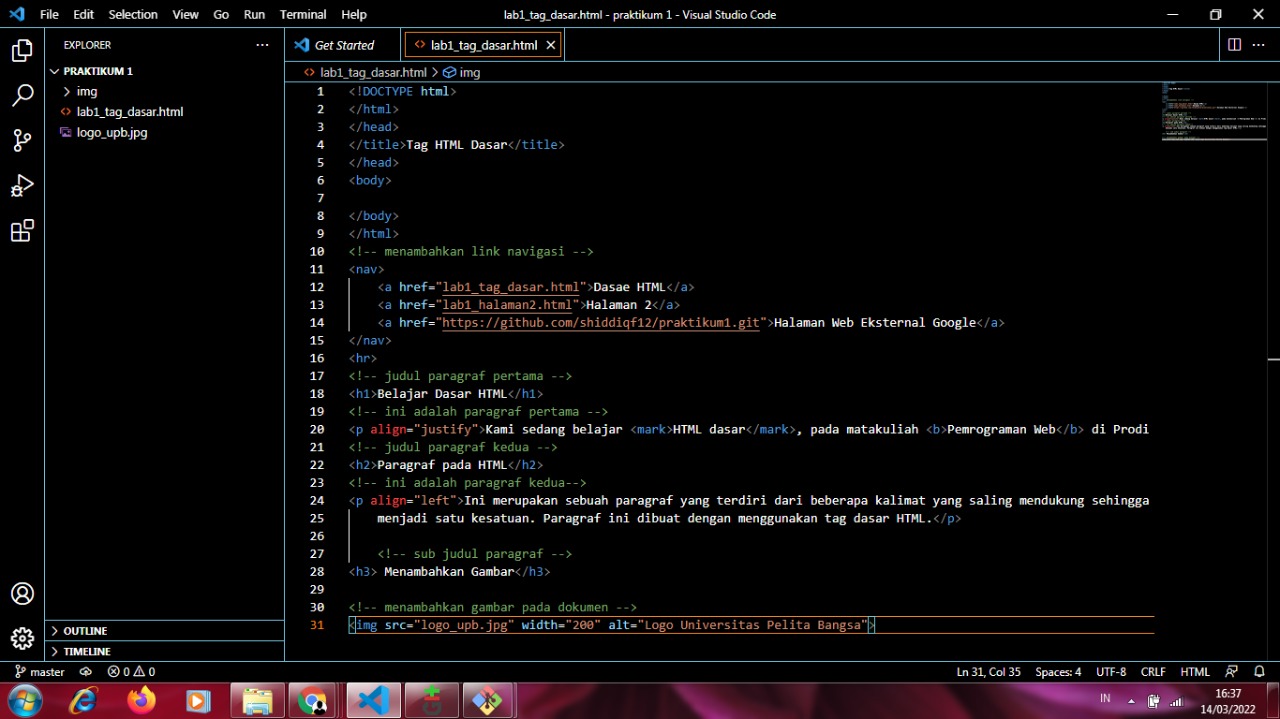 File Edit Selection View Go Run Terminal Help
lab1_tag_dasar.html - praktikum 1 - Visual Studio Code
EXPLORER
PRAKTIKUM 1
img
lab1_tag_dasar.html
logo_upb.jpg
OUTLINE
TIMELINE
Get Started
lab1_tag_dasar.html
lab1_tag_dasar.html > img
1 <!DOCTYPE html>
2 </html>
3 </head>
4 </title>Tag HTML Dasar</title>
5 </head>
6 <body>
7
8 </body>
9 </html>
10 <!-- menambahkan link navigasi -->
11 <nav>
12 <a href="lab1_tag_dasar.html">Dasae HTML</a>
13 <a href="lab1_halaman2.html">Halaman 2</a>
14 <a href="https://github.com/shiddiqf12/praktikum1.git">Halaman Web Eksternal Google</a>
15 </nav>
16 <hr>
17 <!-- judul paragraf pertama -->
18 <h1>Belajar Dasar HTML</h1>
19 <!-- ini adalah paragraf pertama -->
20 <p align="justify">Kami sedang belajar <mark>HTML dasar</mark>, pada matakuliah <b>Pemrograman Web</b> di Prodi
21 <!-- judul paragraf kedua -->
22 <h2>Paragraf pada HTML</h2>
23 <!-- ini adalah paragraf kedua-->
24 <p align="left">Ini merupakan sebuah paragraf yang terdiri dari beberapa kalimat yang saling mendukung sehingga
25 menjadi satu kesatuan. Paragraf ini dibuat dengan menggunakan tag dasar HTML.</p>
26
27 <!-- sub judul paragraf -->
28 <h3> Menambahkan Gambar</h3>
29
30 <!-- menambahkan gambar pada dokumen -->
31 <img src="logo_upb.jpg" width="200" alt="Logo Universitas Pelita Bangsa">
master 0 0
Ln 31, Col 35 Spaces: 4 UTF-8 CRLF HTML
IN
16:37
14/03/2022